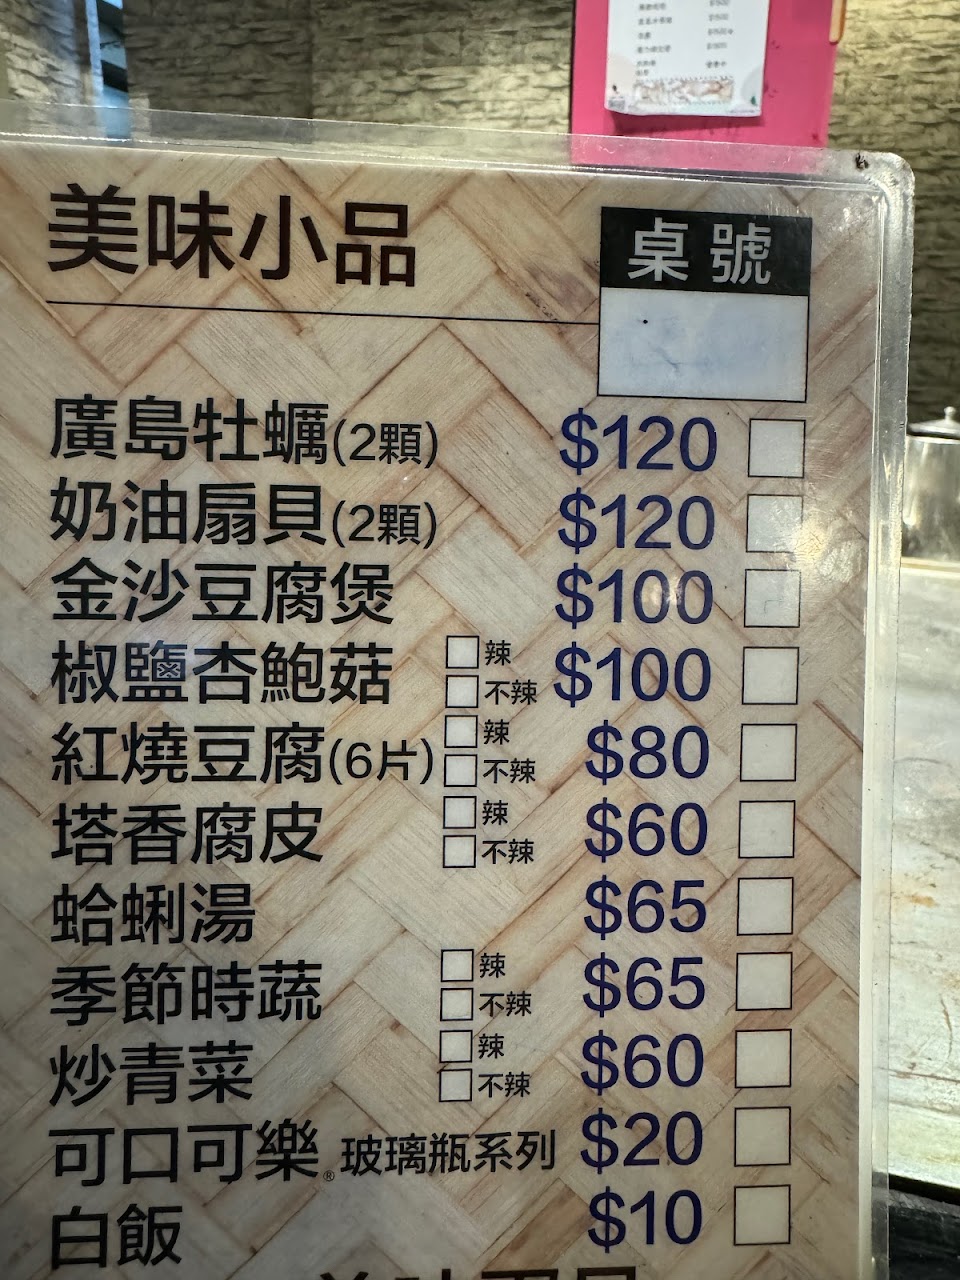 美味小品
桌號
廣島牡蠣(2顆) $120
奶油扇貝(2顆) $120
金沙豆腐煲 $100
椒鹽杏鮑菇 辣 不辣 $100
紅燒豆腐(6片) 辣 不辣 $80
塔香腐皮 辣 不辣 $60
蛤蜊湯 $65
季節時蔬 辣 不辣 $65
炒青菜 辣 不辣 $60
可口可樂® 玻璃瓶系列 $20
白飯 $10